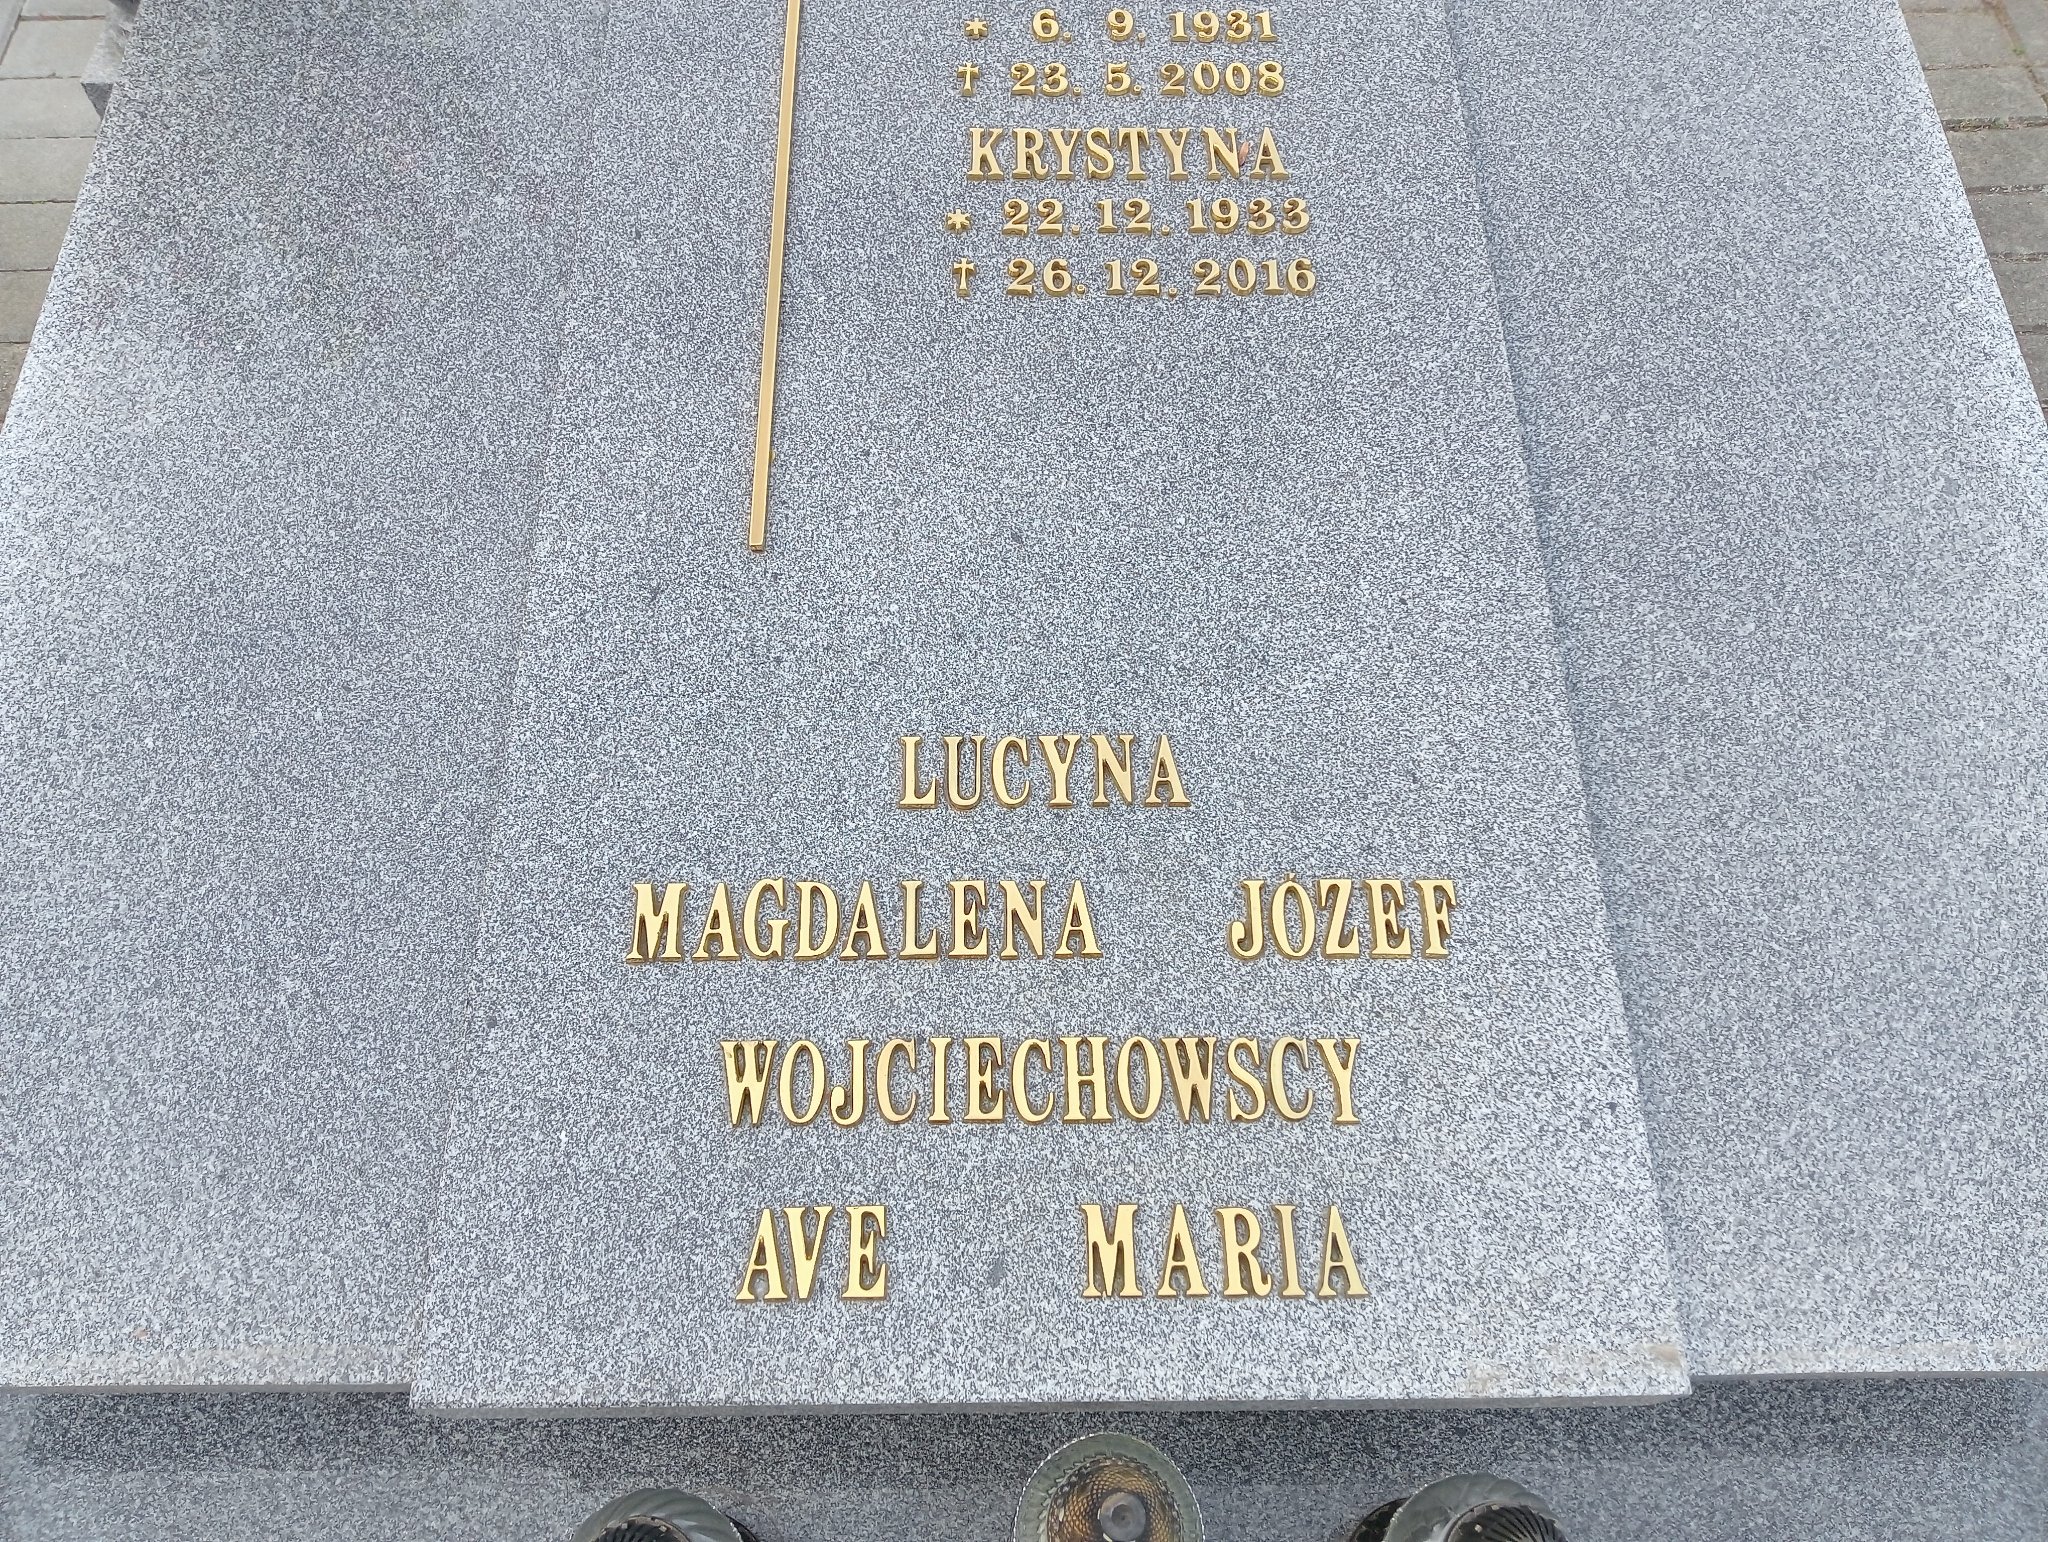 * 6. 9. 1931
† 23. 5. 2008
KRYSTYNA
* 22. 12. 1933
† 26. 12. 2016
LUCYNA
MAGDALENA JÓZEF
WOJCIECHOWSCY
AVE MARIA